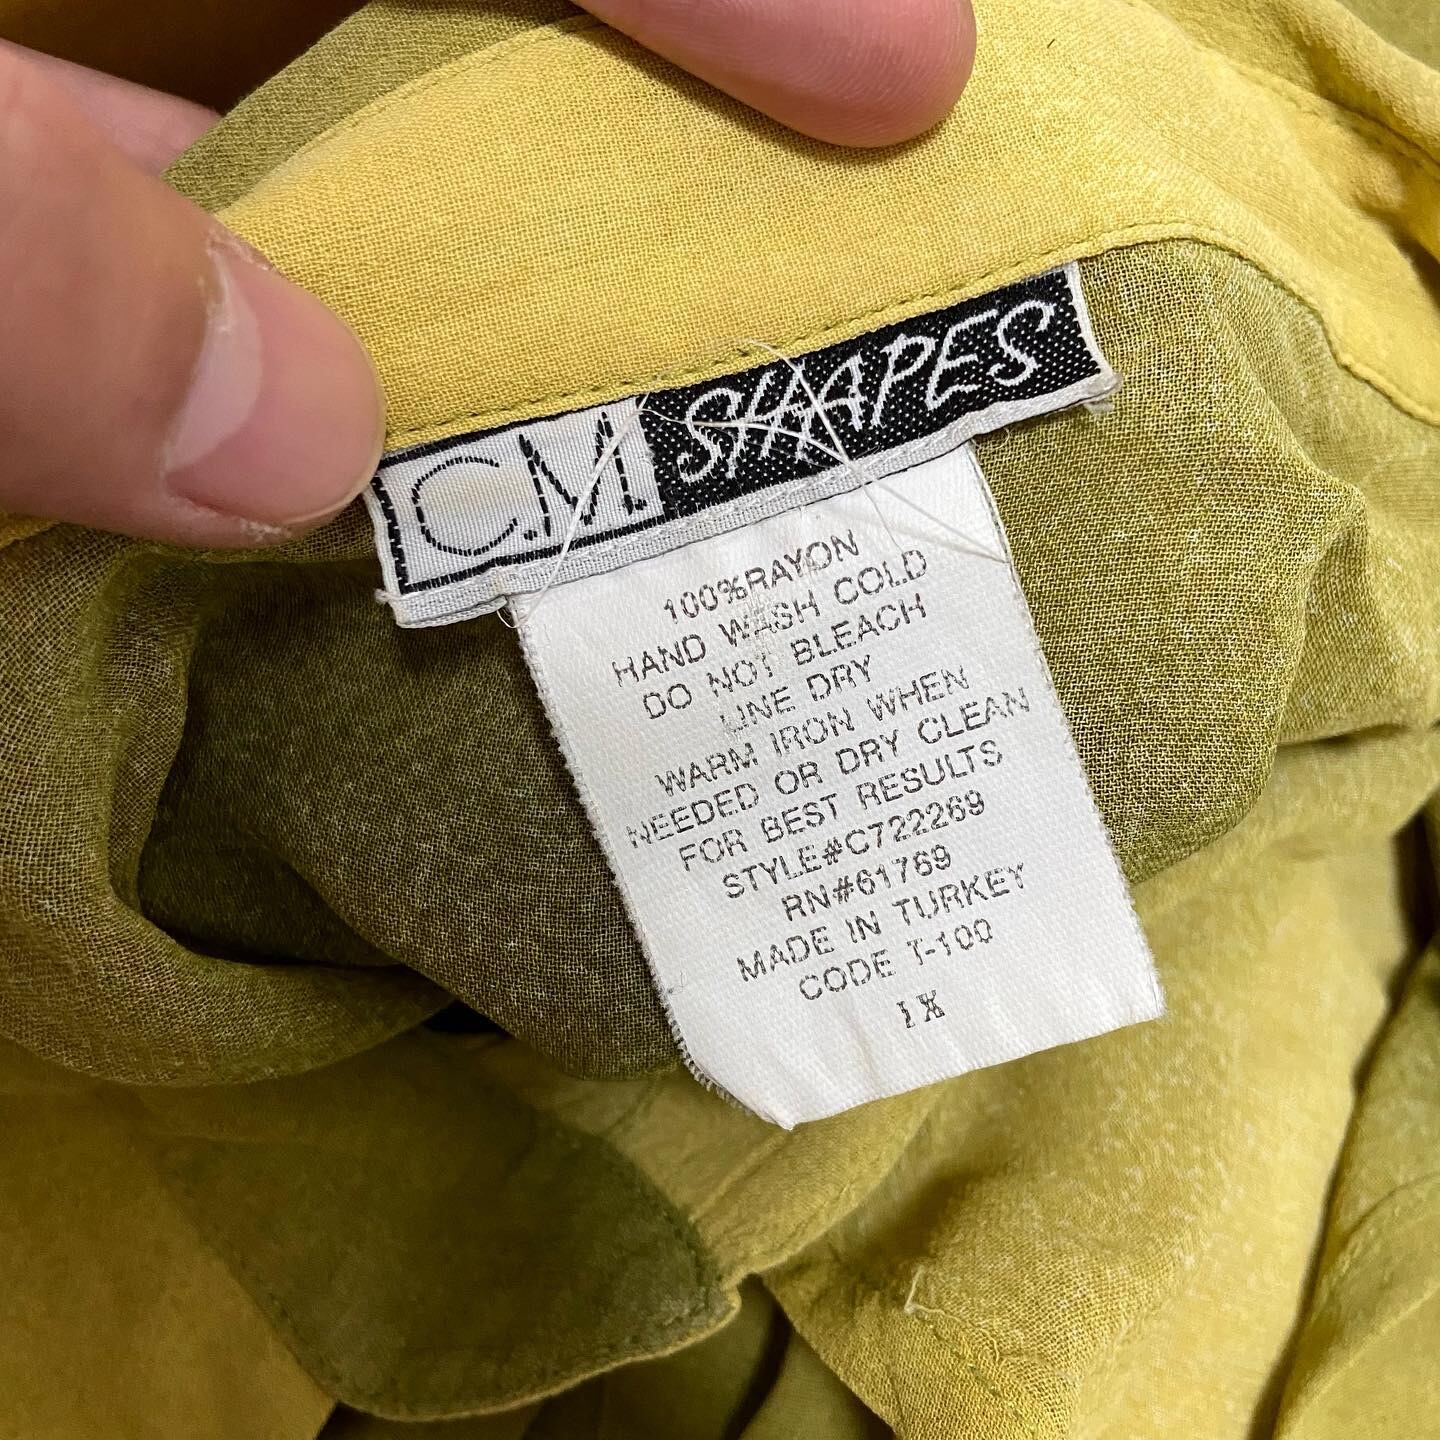 C.M. SHAPES
100%RAYON
HAND WASH COLD
DO NOT BLEACH
LINE DRY
WARM IRON WHEN
NEEDED OR DRY CLEAN
FOR BEST RESULTS
STYLE#C722269
RN#61769
MADE IN TURKEY
CODE T-100
1X